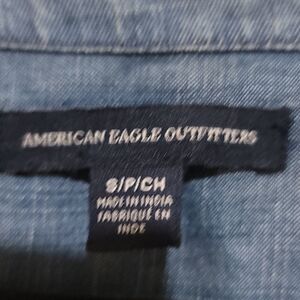 AMERICAN EAGLE OUTFITTERS
S/P/CH
MADE IN INDIA
FABRIQUÉ EN
INDE